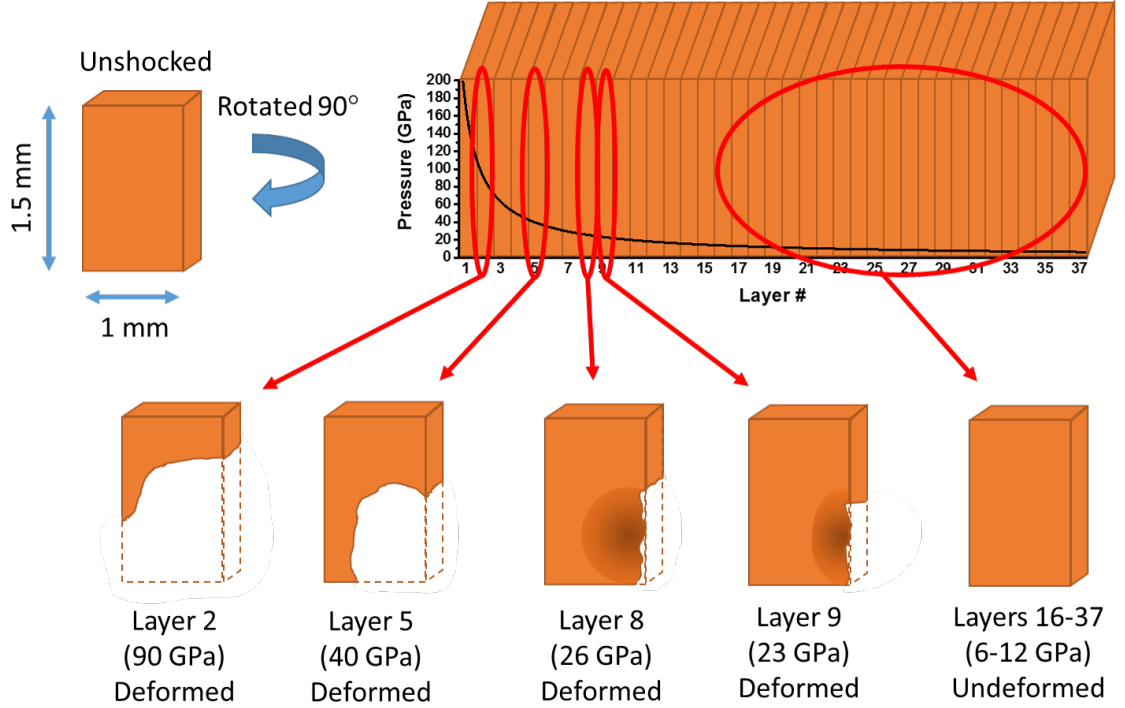 Unshocked
1.5 mm
1 mm
Rotated 90°
Pressure (GPa)
200
180
160
140
120
100
80
60
40
20
0
1 3 5 7 9 11 13 15 17 19 21 23 25 27 29 31 33 35 37
Layer #
Layer 2
(90 GPa)
Deformed
Layer 5
(40 GPa)
Deformed
Layer 8
(26 GPa)
Deformed
Layer 9
(23 GPa)
Deformed
Layers 16-37
(6-12 GPa)
Undeformed